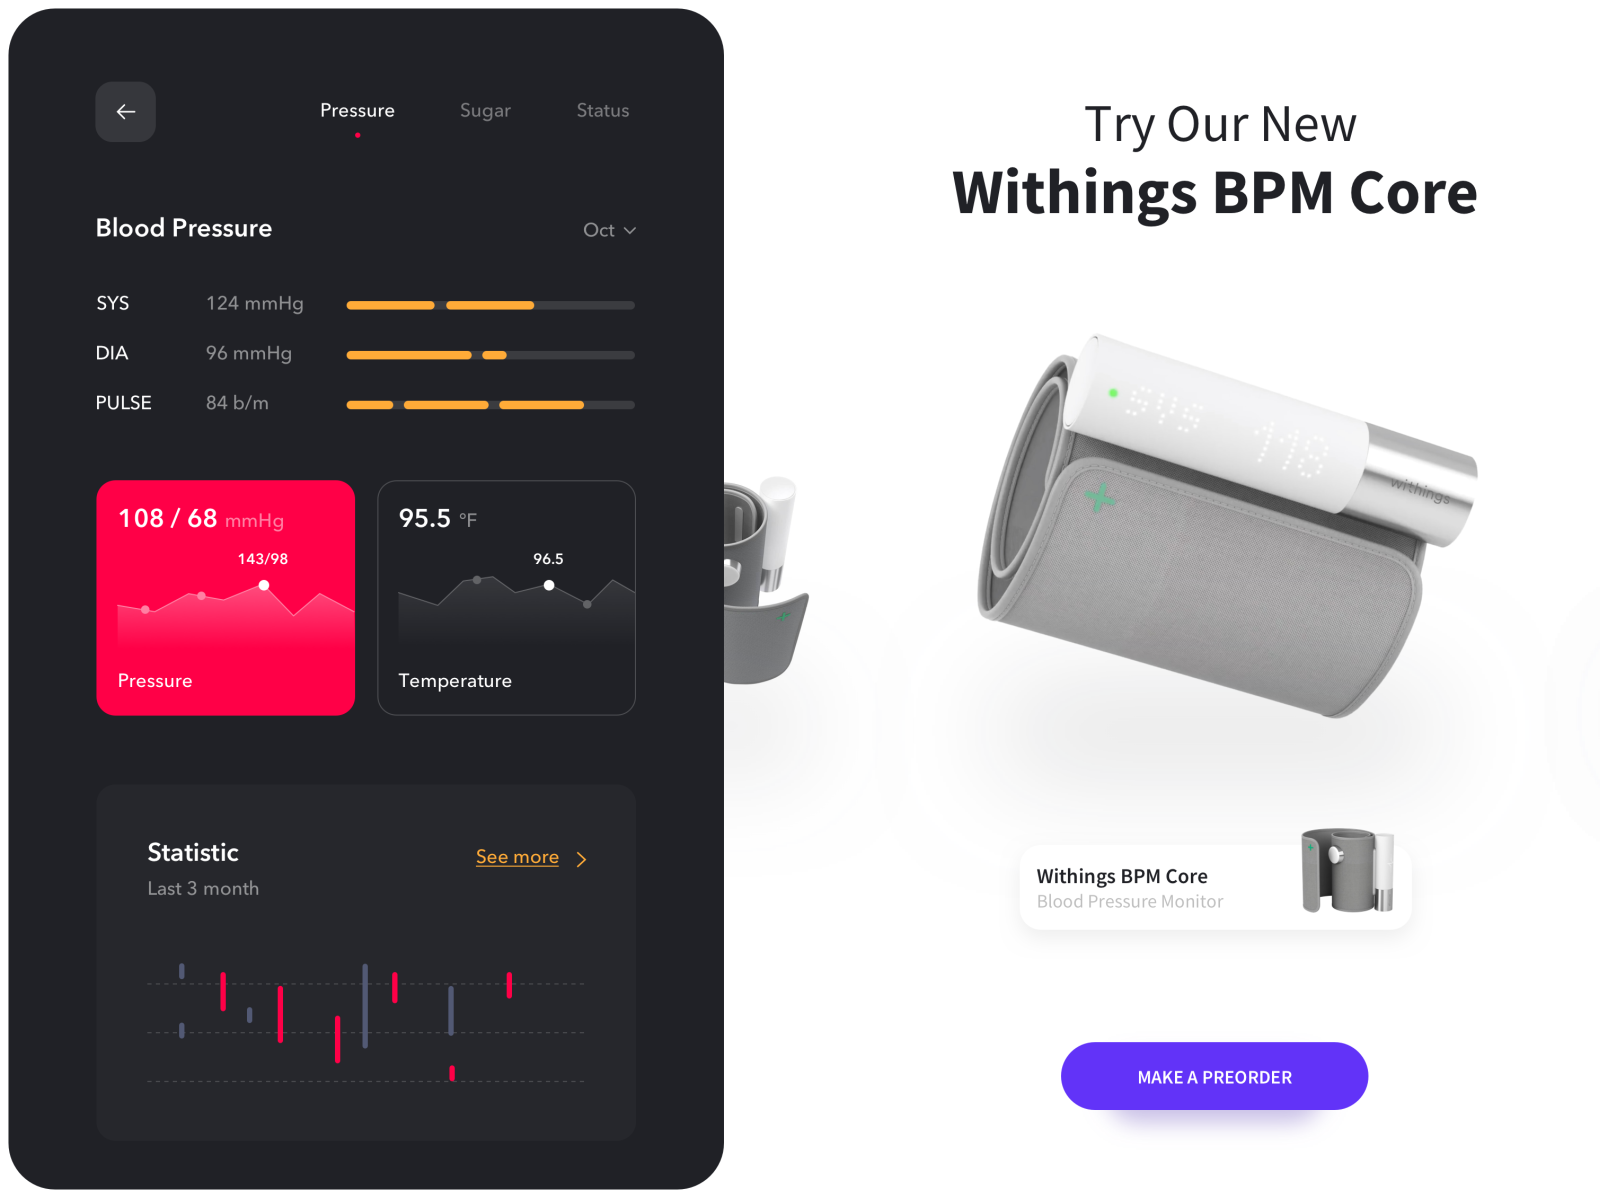 Pressure Sugar Status
Blood Pressure Oct
SYS 124 mmHg
DIA 96 mmHg
PULSE 84 b/m
108 / 68 mmHg
143/98
Pressure
95.5 °F
96.5
Temperature
Statistic
See more
Last 3 month
Try Our New
Withings BPM Core
SYS 118
withings
Withings BPM Core
Blood Pressure Monitor
MAKE A PREORDER